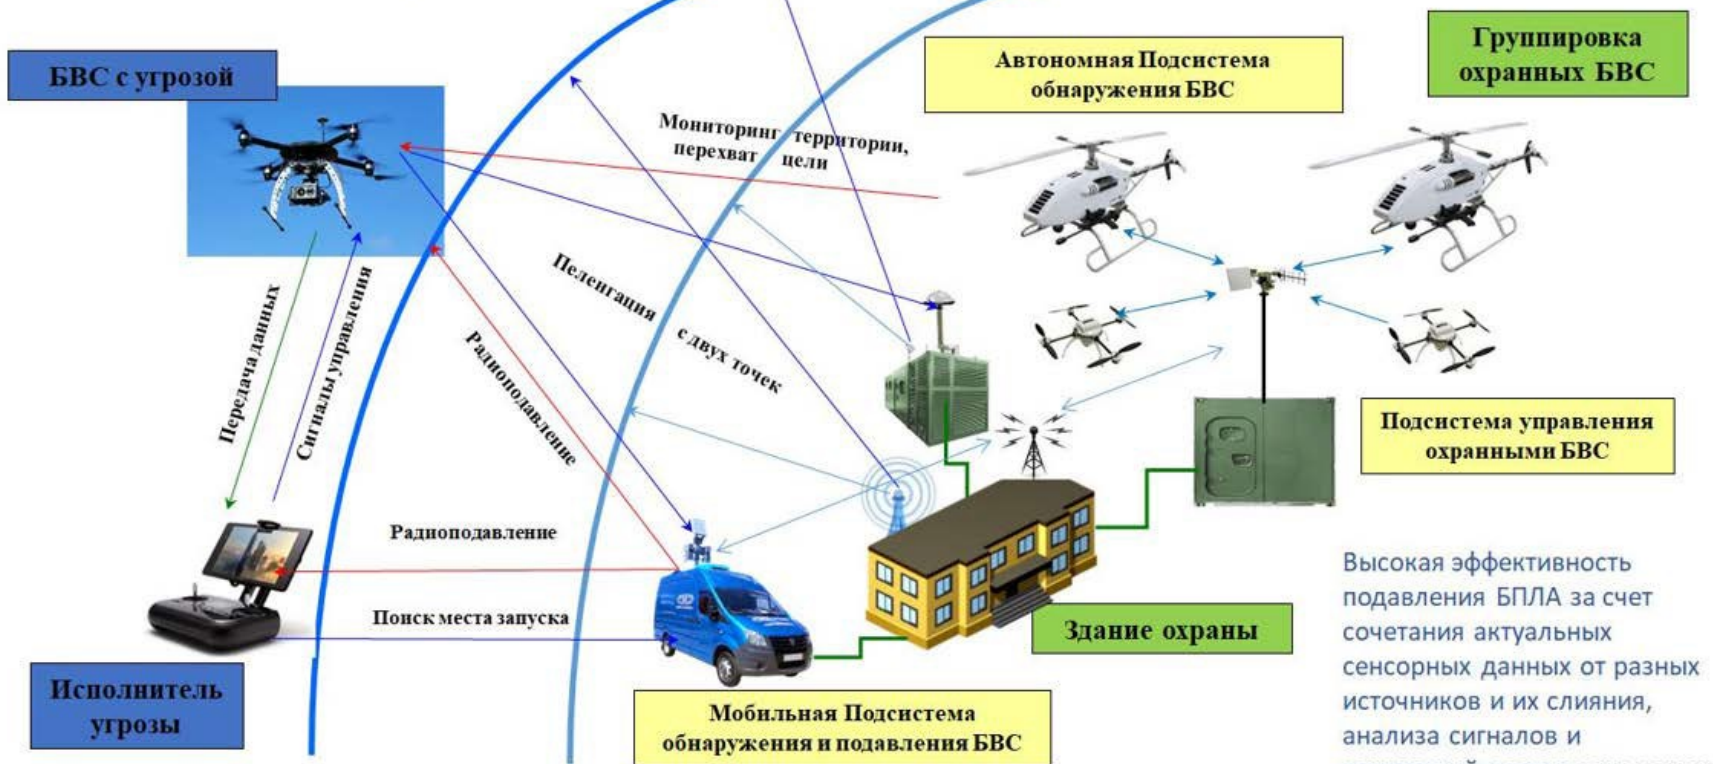 БВС с угрозой
Автономная Подсистема
обнаружения БВС
Группировка
охранных БВС
Мониторинг территории,
перехват цели
Пеленгация с двух точек
Радиоподавление
Передача данных
Сигналы управления
Подсистема управления
охранными БВС
Радиоподавление
Поиск места запуска
Здание охраны
Исполнитель
угрозы
Мобильная Подсистема
обнаружения и подавления БВС
Высокая эффективность
подавления БПЛА за счет
сочетания актуальных
сенсорных данных от разных
источников и их слияния,
анализа сигналов и